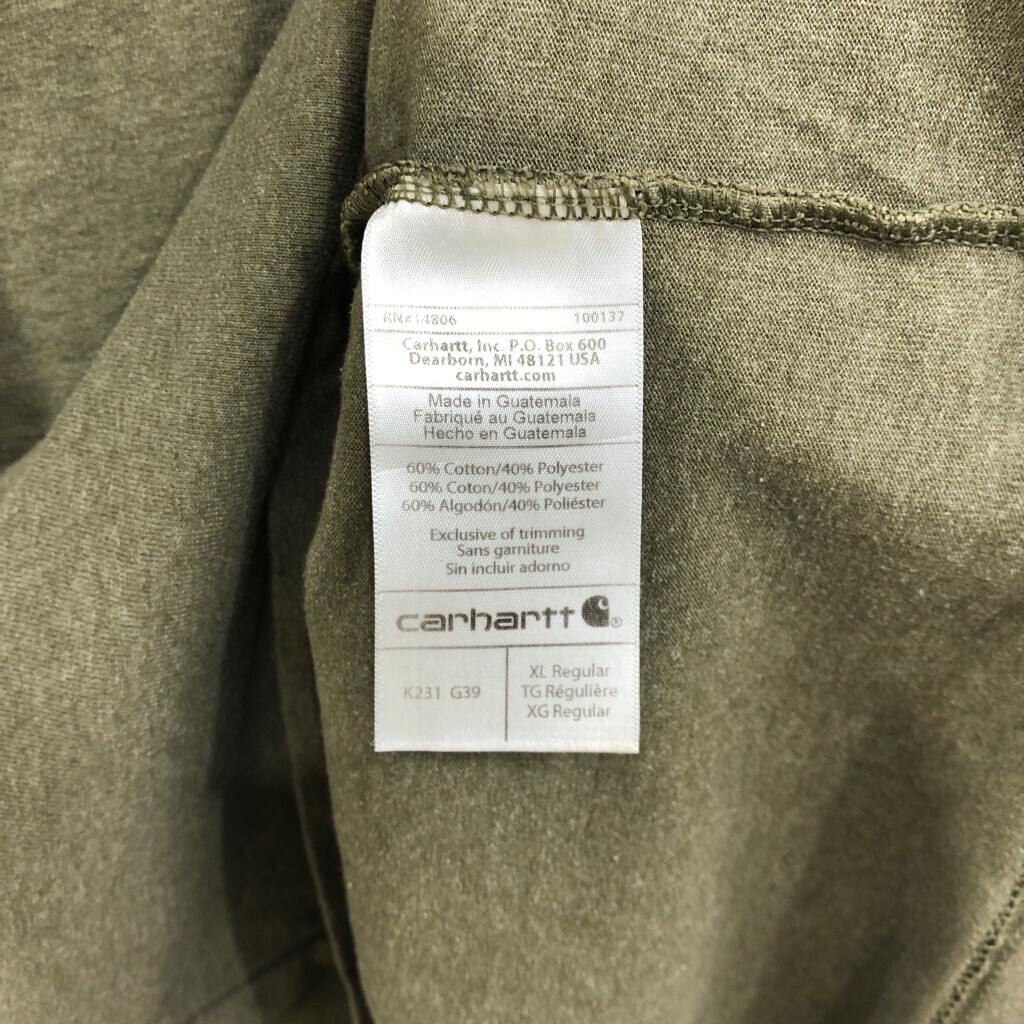 RN#14806 100137
Carhartt, Inc. P.O. Box 600
Dearborn, MI 48121 USA
carhartt.com
Made in Guatemala
Fabriqué au Guatemala
Hecho en Guatemala
60% Cotton/40% Polyester
60% Coton/40% Polyester
60% Algodón/40% Poliéster
Exclusive of trimming
Sans garniture
Sin incluir adorno
carhartt ®
K231 G39
XL Regular
TG Régulière
XG Regular